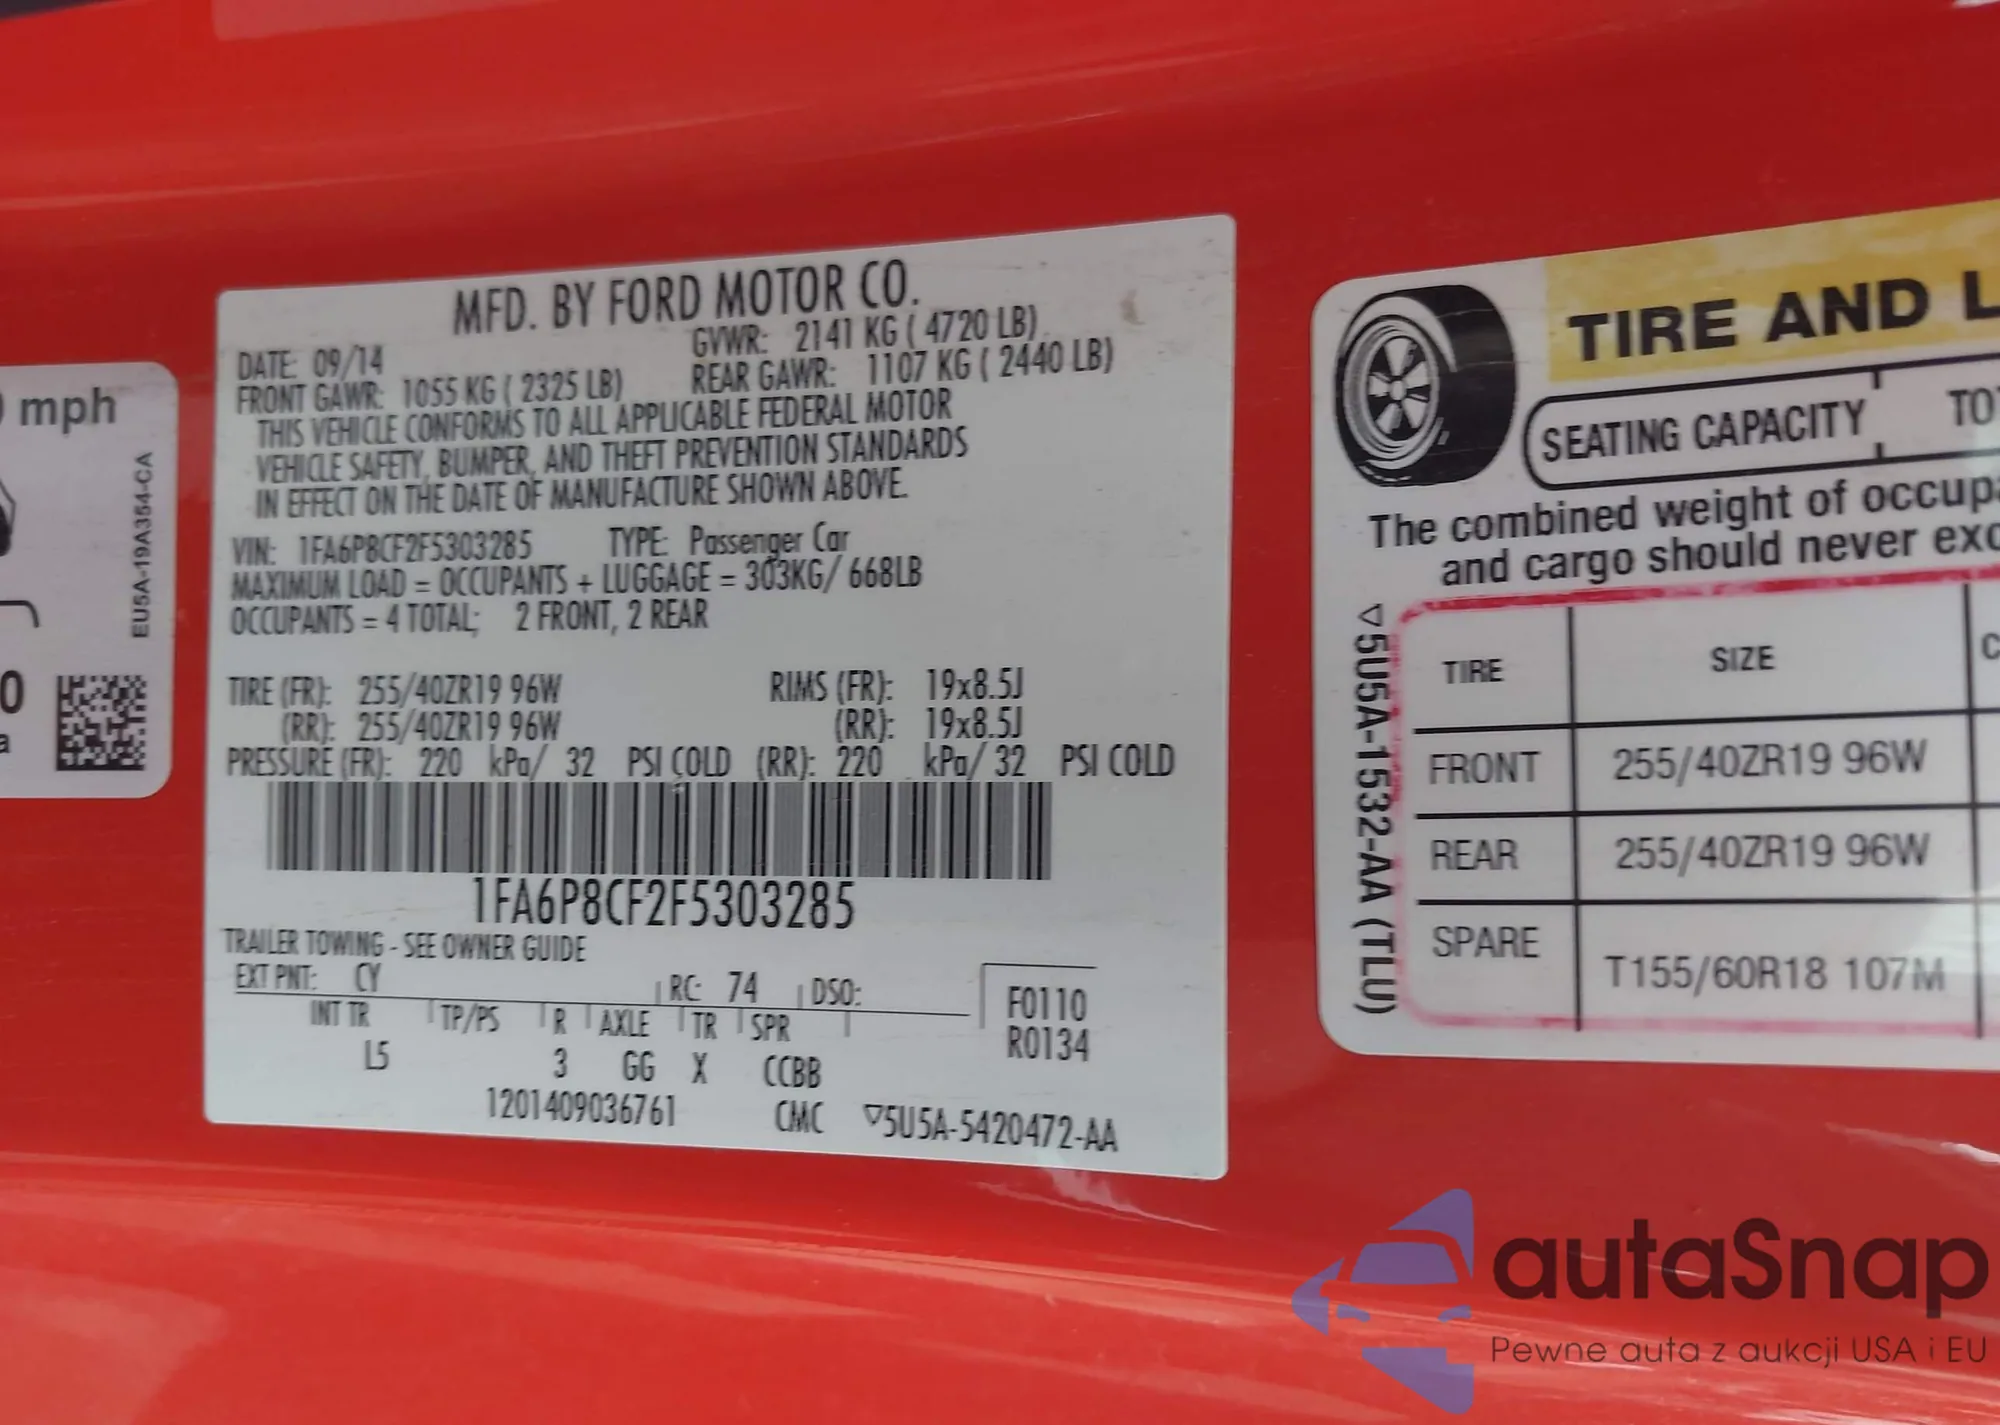 MFD. BY FORD MOTOR CO.
DATE: 09/14
GVWR: 2141 KG ( 4720 LB)
FRONT GAWR: 1055 KG ( 2325 LB)
REAR GAWR: 1107 KG ( 2440 LB)
THIS VEHICLE CONFORMS TO ALL APPLICABLE FEDERAL MOTOR
VEHICLE SAFETY, BUMPER, AND THEFT PREVENTION STANDARDS
IN EFFECT ON THE DATE OF MANUFACTURE SHOWN ABOVE.
VIN: 1FA6P8CF2F5303285 TYPE: Passenger Car
MAXIMUM LOAD = OCCUPANTS + LUGGAGE = 303KG/ 668LB
OCCUPANTS = 4 TOTAL; 2 FRONT, 2 REAR
TIRE (FR): 255/40ZR19 96W RIMS (FR): 19x8.5J
(RR): 255/40ZR19 96W (RR): 19x8.5J
PRESSURE (FR): 220 kPa/ 32 PSI COLD (RR): 220 kPa/ 32 PSI COLD
1FA6P8CF2F5303285
TRAILER TOWING - SEE OWNER GUIDE
EXT PNT: CY RC: 74 DSO:
INT TR TP/PS R AXLE TR SPR
L5 3 GG X CCBB
F0110
R0134
1201409036761 CMC ▽5U5A-5420472-AA
mph
EU5A-19A354-CA
0
a
TIRE AND L
SEATING CAPACITY TO
The combined weight of occupa
and cargo should never exc
▽5U5A-1532-AA (TLU)
TIRE SIZE C
FRONT 255/40ZR19 96W
REAR 255/40ZR19 96W
SPARE T155/60R18 107M
autaSnap
Pewne auta z aukcji USA i EU